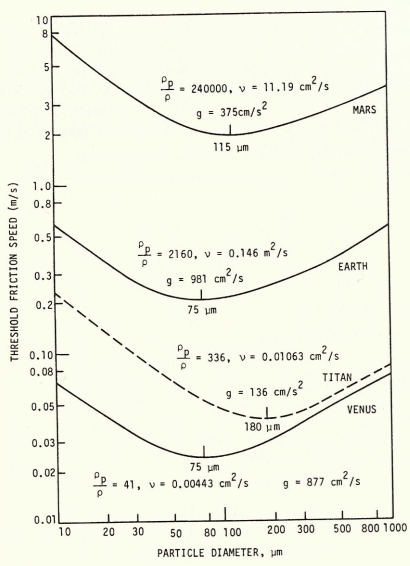 10
8
5
3
2
1.0
0.8
0.5
0.3
0.2
0.10
0.08
0.05
0.03
0.02
0.01
THRESHOLD FRICTION SPEED (m/s)
ρp/ρ = 240000, ν = 11.19 cm²/s
g = 375cm/s²
MARS
115 µm
ρp/ρ = 2160, ν = 0.146 m²/s
g = 981 cm²/s
EARTH
75 µm
ρp/ρ = 336, ν = 0.01063 cm²/s
g = 136 cm/s²
TITAN
180 µm
VENUS
75 µm
ρp/ρ = 41, ν = 0.00443 cm²/s g = 877 cm²/s
10 20 30 50 80 100 200 300 500 800 1000
PARTICLE DIAMETER, µm